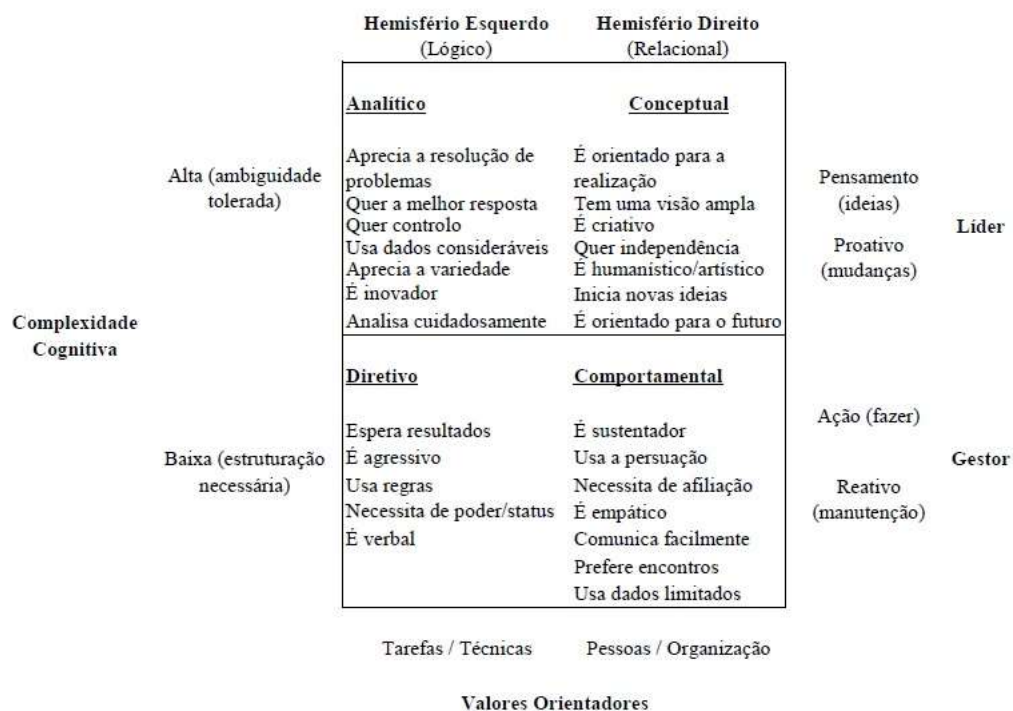 Hemisfério Esquerdo
(Lógico)
Hemisfério Direito
(Relacional)
Alta (ambiguidade
tolerada)
Analítico
Aprecia a resolução de
problemas
Quer a melhor resposta
Quer controlo
Usa dados consideráveis
Aprecia a variedade
É inovador
Analisa cuidadosamente
Conceptual
É orientado para a
realização
Tem uma visão ampla
É criativo
Quer independência
É humanístico/artístico
Inicia novas ideias
É orientado para o futuro
Pensamento
(ideias)
Proativo
(mudanças)
Líder
Complexidade
Cognitiva
Baixa (estruturação
necessária)
Diretivo
Espera resultados
É agressivo
Usa regras
Necessita de poder/status
É verbal
Comportamental
É sustentador
Usa a persuação
Necessita de afiliação
É empático
Comunica facilmente
Prefere encontros
Usa dados limitados
Ação (fazer)
Reativo
(manutenção)
Gestor
Tarefas / Técnicas
Pessoas / Organização
Valores Orientadores